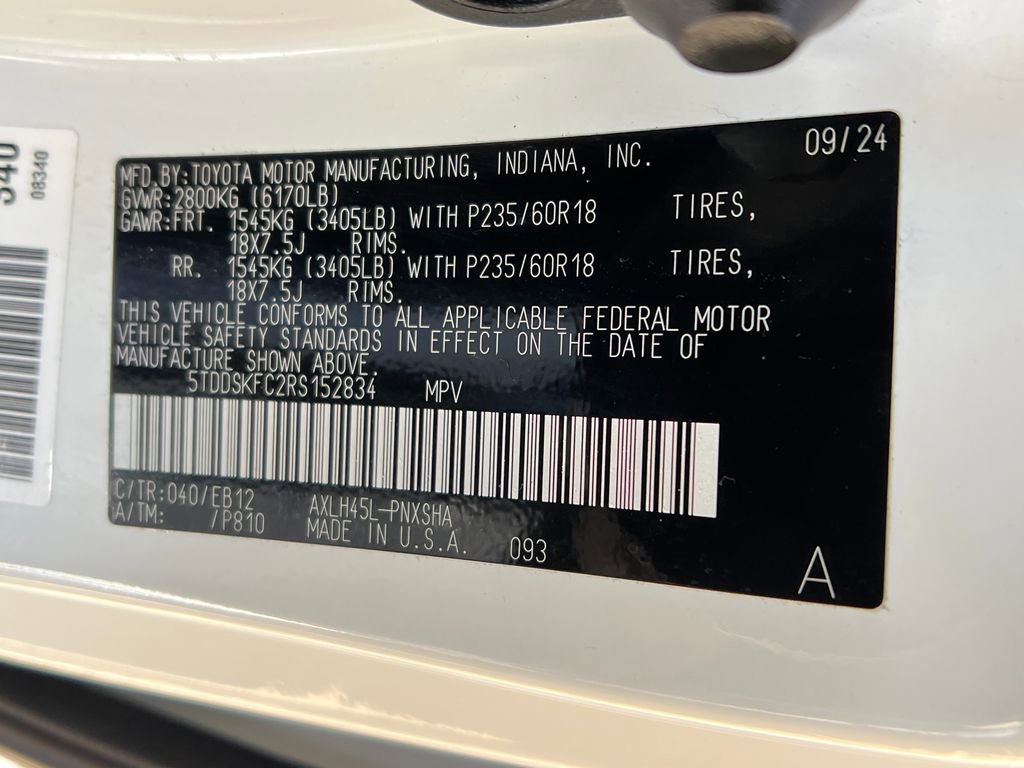 340
08340
09/24
MFD.BY:TOYOTA MOTOR MANUFACTURING, INDIANA, INC.
GVWR:2800KG (6170LB)
GAWR:FRT. 1545KG (3405LB) WITH P235/60R18 TIRES,
18X7.5J RIMS.
RR. 1545KG (3405LB) WITH P235/60R18 TIRES,
18X7.5J RIMS.
THIS VEHICLE CONFORMS TO ALL APPLICABLE FEDERAL MOTOR
VEHICLE SAFETY STANDARDS IN EFFECT ON THE DATE OF
MANUFACTURE SHOWN ABOVE.
5TDDSKFC2RS152834 MPV
C/TR:040/EB12 AXLH45L-PNXSHA
A/TM: /P810 MADE IN U.S.A. 093
A